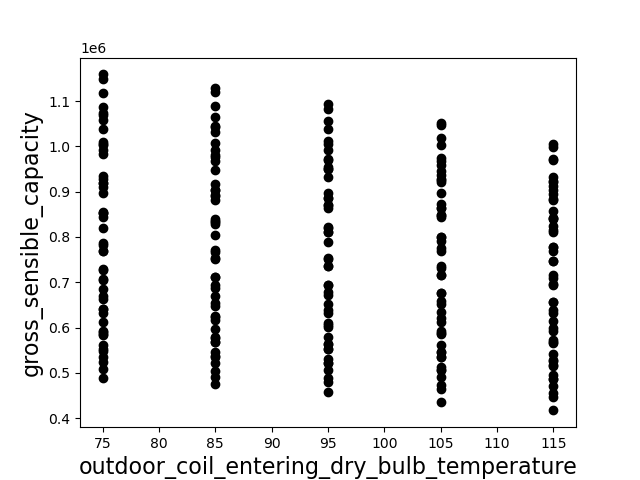 1e6
1.1
1.0
0.9
0.8
0.7
0.6
0.5
0.4
gross_sensible_capacity
75 80 85 90 95 100 105 110 115
outdoor_coil_entering_dry_bulb_temperature